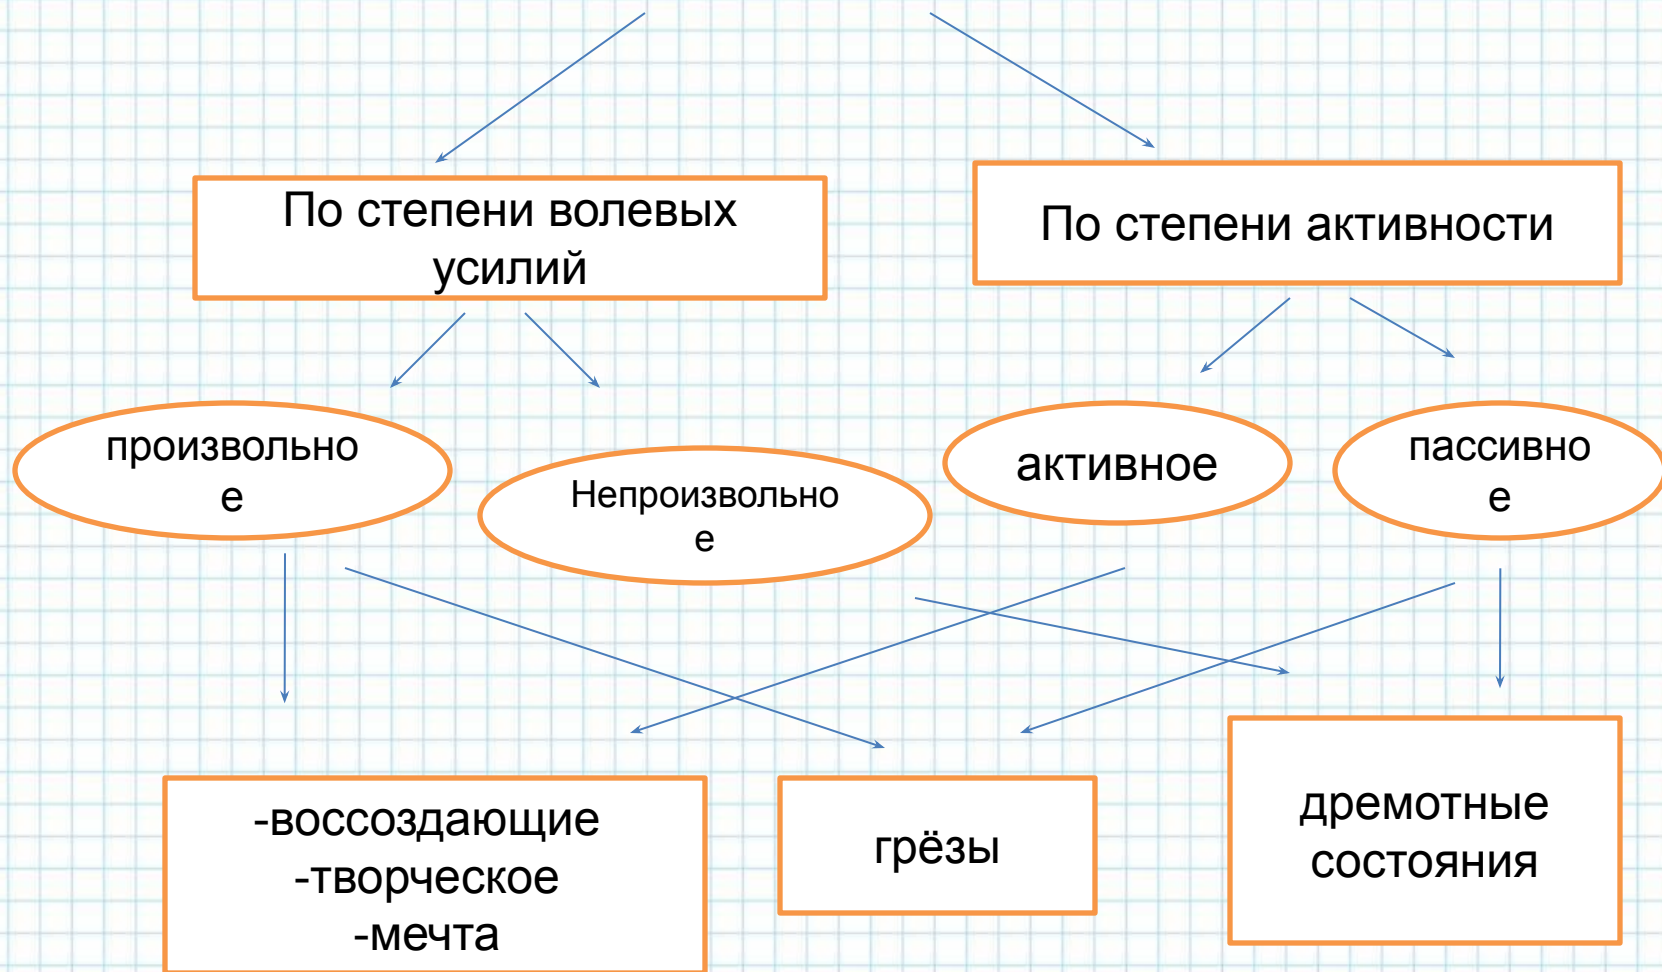 По степени волевых
усилий
По степени активности
произвольно
е
Непроизвольно
е
активное
пассивно
е
-воссоздающие
-творческое
-мечта
грёзы
дремотные
состояния